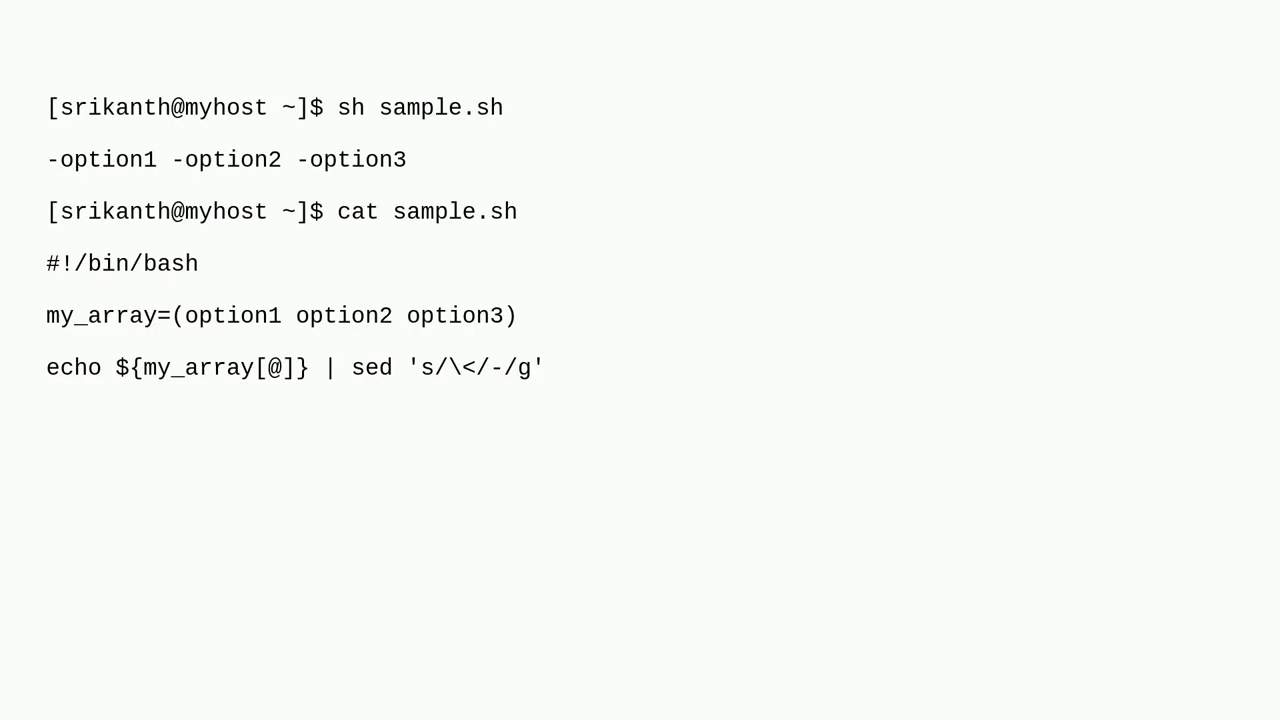 [srikanth@myhost ~]$ sh sample.sh
-option1 -option2 -option3
[srikanth@myhost ~]$ cat sample.sh
#!/bin/bash
my_array=(option1 option2 option3)
echo ${my_array[@]} | sed 's/\</-/g'